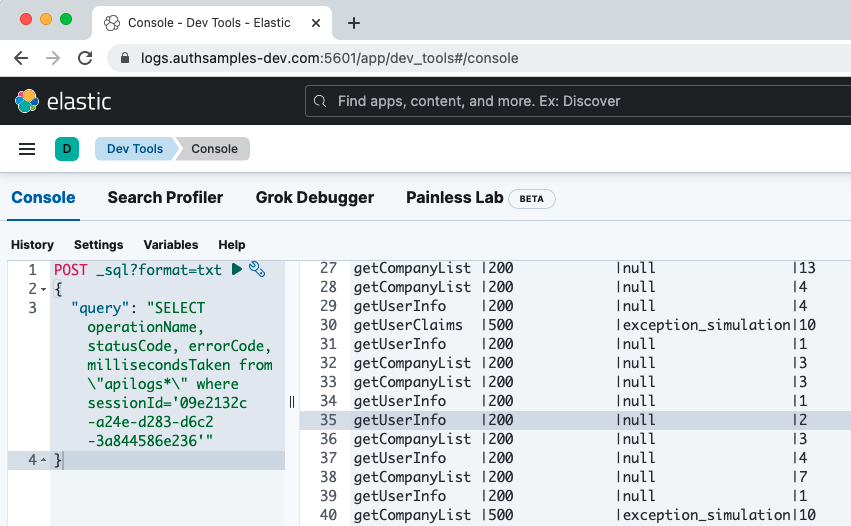 Console - Dev Tools - Elastic
logs.authsamples-dev.com:5601/app/dev_tools#/console
elastic
Find apps, content, and more. Ex: Discover
D Dev Tools Console
Console Search Profiler Grok Debugger Painless Lab BETA
History Settings Variables Help
1 POST _sql?format=txt
2 {
3 "query": "SELECT
operationName,
statusCode, errorCode,
millisecondsTaken from
\"apilogs*\" where
sessionId='09e2132c
-a24e-d283-d6c2
-3a844586e236'"
4 }
27 getCompanyList |200 |null |13
28 getCompanyList |200 |null |4
29 getUserInfo |200 |null |4
30 getUserClaims |500 |exception_simulation|10
31 getUserInfo |200 |null |1
32 getCompanyList |200 |null |3
33 getCompanyList |200 |null |3
34 getUserInfo |200 |null |1
35 getUserInfo |200 |null |2
36 getCompanyList |200 |null |3
37 getUserInfo |200 |null |4
38 getCompanyList |200 |null |7
39 getUserInfo |200 |null |1
40 getCompanyList |500 |exception_simulation|10